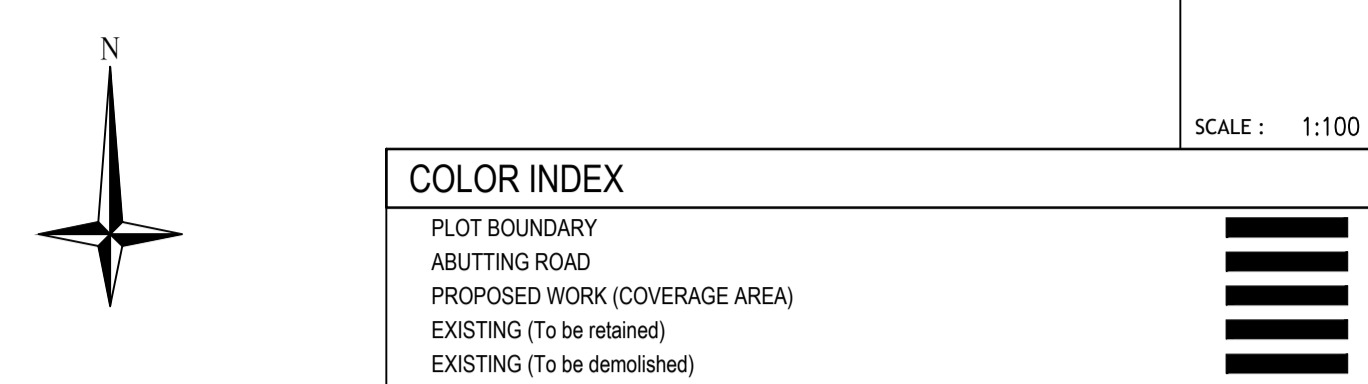 N
SCALE : 1:100
COLOR INDEX
PLOT BOUNDARY
ABUTTING ROAD
PROPOSED WORK (COVERAGE AREA)
EXISTING (To be retained)
EXISTING (To be demolished)